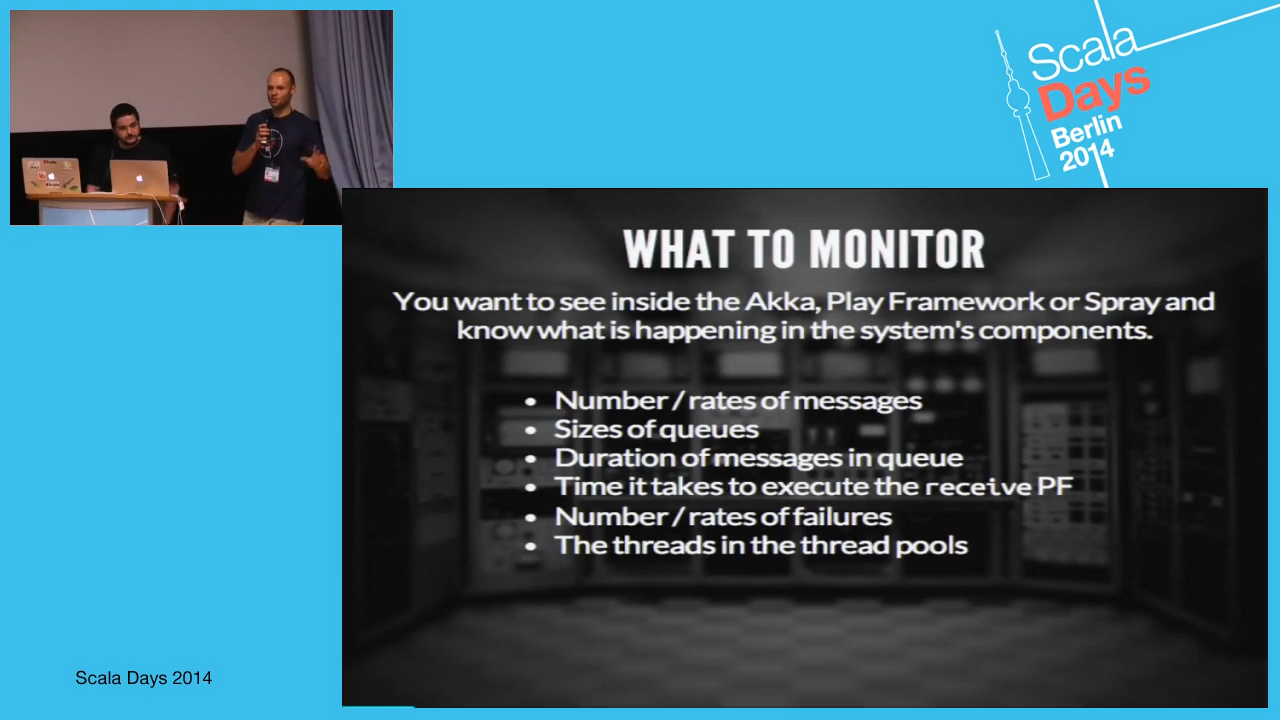 Scala
Days
Berlin
2014
WHAT TO MONITOR
You want to see inside the Akka, Play Framework or Spray and
know what is happening in the system's components.
• Number / rates of messages
• Sizes of queues
• Duration of messages in queue
• Time it takes to execute the receive PF
• Number / rates of failures
• The threads in the thread pools
Scala Days 2014